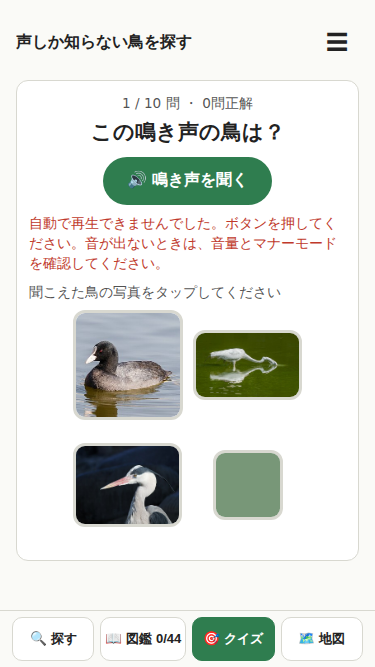 声しか知らない鳥を探す
1 / 10 問 ・ 0問正解
この鳴き声の鳥は？
鳴き声を聞く
自動で再生できませんでした。ボタンを押してく
ださい。音が出ないときは、音量とマナーモード
を確認してください。
聞こえた鳥の写真をタップしてください
探す
図鑑 0/44
クイズ
地図